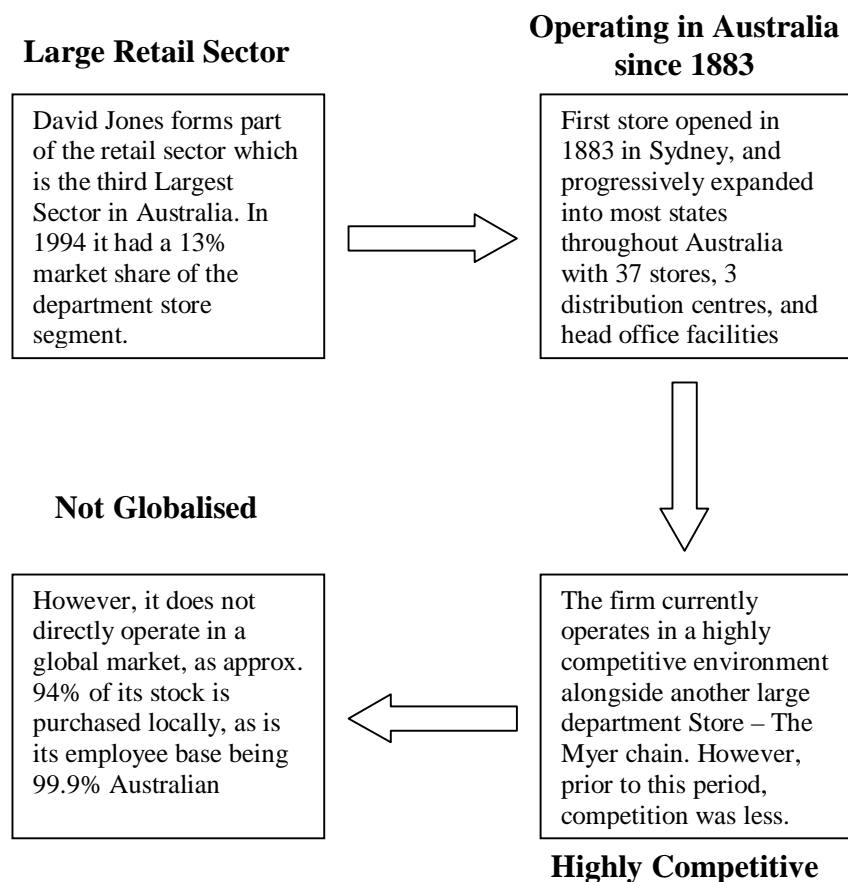 Large Retail Sector
David Jones forms part
of the retail sector which
is the third Largest
Sector in Australia. In
1994 it had a 13%
market share of the
department store
segment.
Operating in Australia
since 1883
First store opened in
1883 in Sydney, and
progressively expanded
into most states
throughout Australia
with 37 stores, 3
distribution centres, and
head office facilities
The firm currently
operates in a highly
competitive environment
alongside another large
department Store – The
Myer chain. However,
prior to this period,
competition was less.
Highly Competitive
Not Globalised
However, it does not
directly operate in a
global market, as approx.
94% of its stock is
purchased locally, as is
its employee base being
99.9% Australian